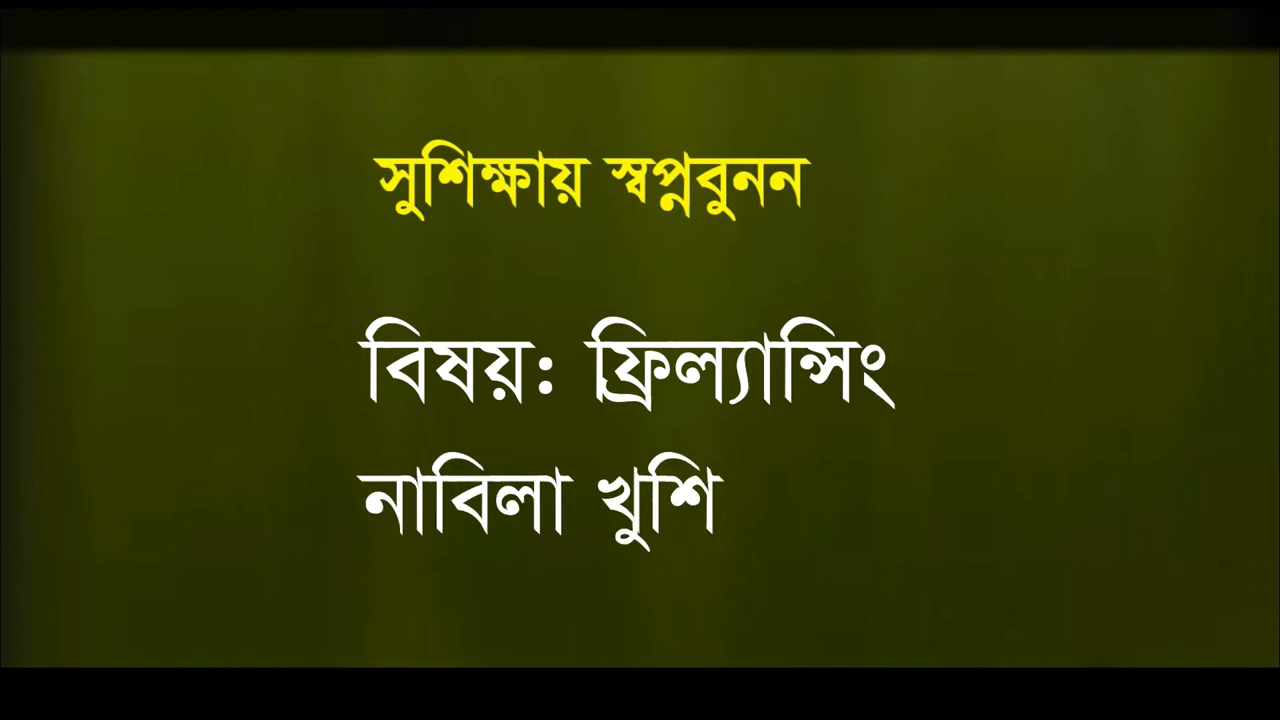 সুশিক্ষায় স্বপ্নবুনন
বিষয়: ফ্রিল্যান্সিং
নাবিলা খুশি